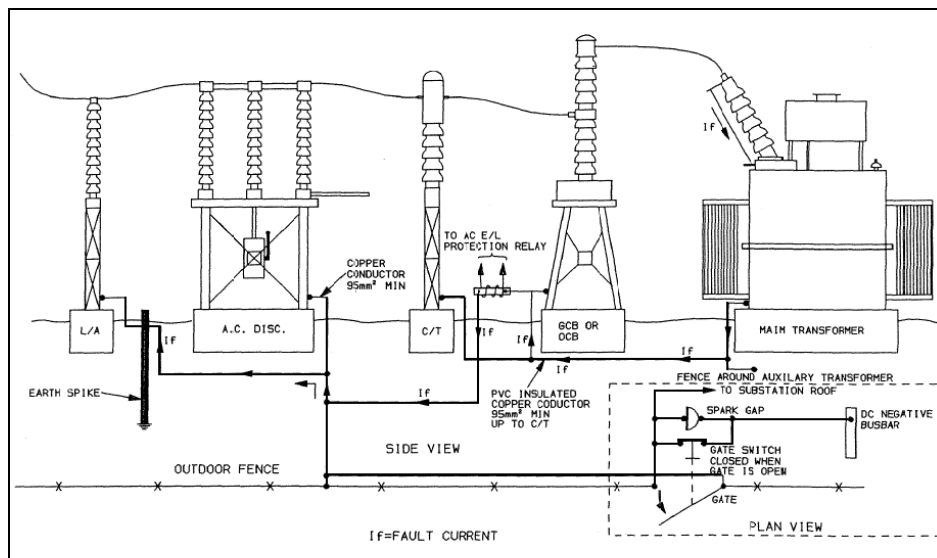 If
TO AC E/L
PROTECTION RELAY
COPPER
CONDUCTOR
95mm² MIN
L/A
A.C. DISC.
C/T
GCB OR
OCB
MAIM TRANSFORMER
If
If
If
If
If
If
EARTH SPIKE
If
If
PVC INSULATED
COPPER CODUCTOR
95mm² MIN
UP TO C/T
FENCE AROUND AUXILARY TRANSFORMER
TO SUBSTATION ROOF
SPARK GAP
DC NEGATIVE
BUSBAR
SIDE VIEW
GATE SWITCH
CLOSED WHEN
GATE IS OPEN
OUTDOOR FENCE
GATE
PLAN VIEW
If=FAULT CURRENT